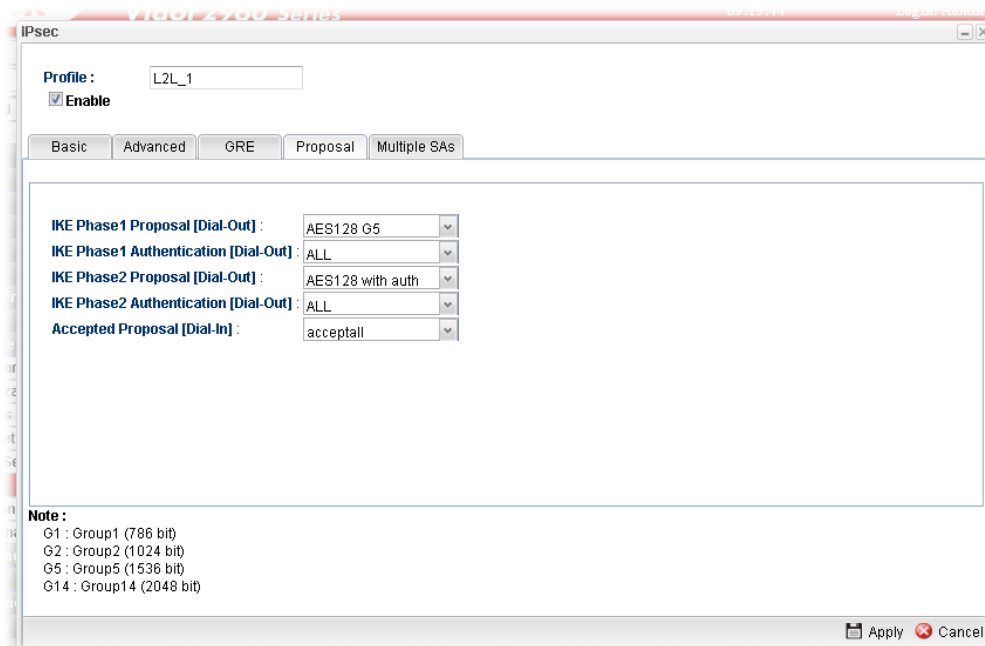 Vigor 2960 Series
IPsec
Profile :
L2L_1
Enable
Basic
Advanced
GRE
Proposal
Multiple SAs
IKE Phase1 Proposal [Dial-Out] :
AES128 G5
IKE Phase1 Authentication [Dial-Out] :
ALL
IKE Phase2 Proposal [Dial-Out] :
AES128 with auth
IKE Phase2 Authentication [Dial-Out] :
ALL
Accepted Proposal [Dial-In] :
acceptall
Note :
G1 : Group1 (786 bit)
G2 : Group2 (1024 bit)
G5 : Group5 (1536 bit)
G14 : Group14 (2048 bit)
Apply
Cancel